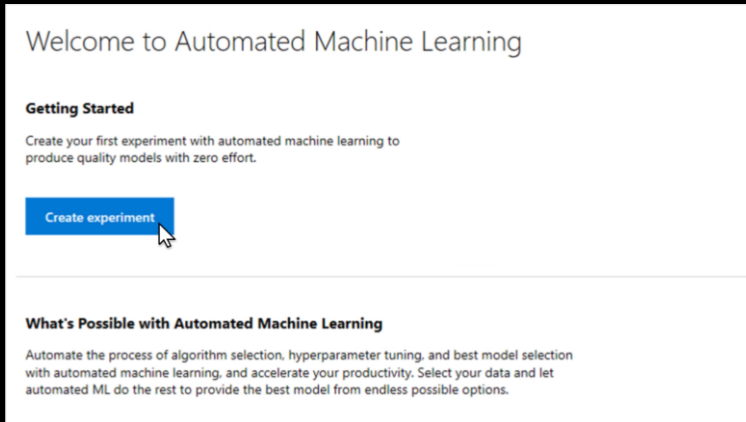 Welcome to Automated Machine Learning
Getting Started
Create your first experiment with automated machine learning to
produce quality models with zero effort.
Create experiment
What's Possible with Automated Machine Learning
Automate the process of algorithm selection, hyperparameter tuning, and best model selection
with automated machine learning, and accelerate your productivity. Select your data and let
automated ML do the rest to provide the best model from endless possible options.